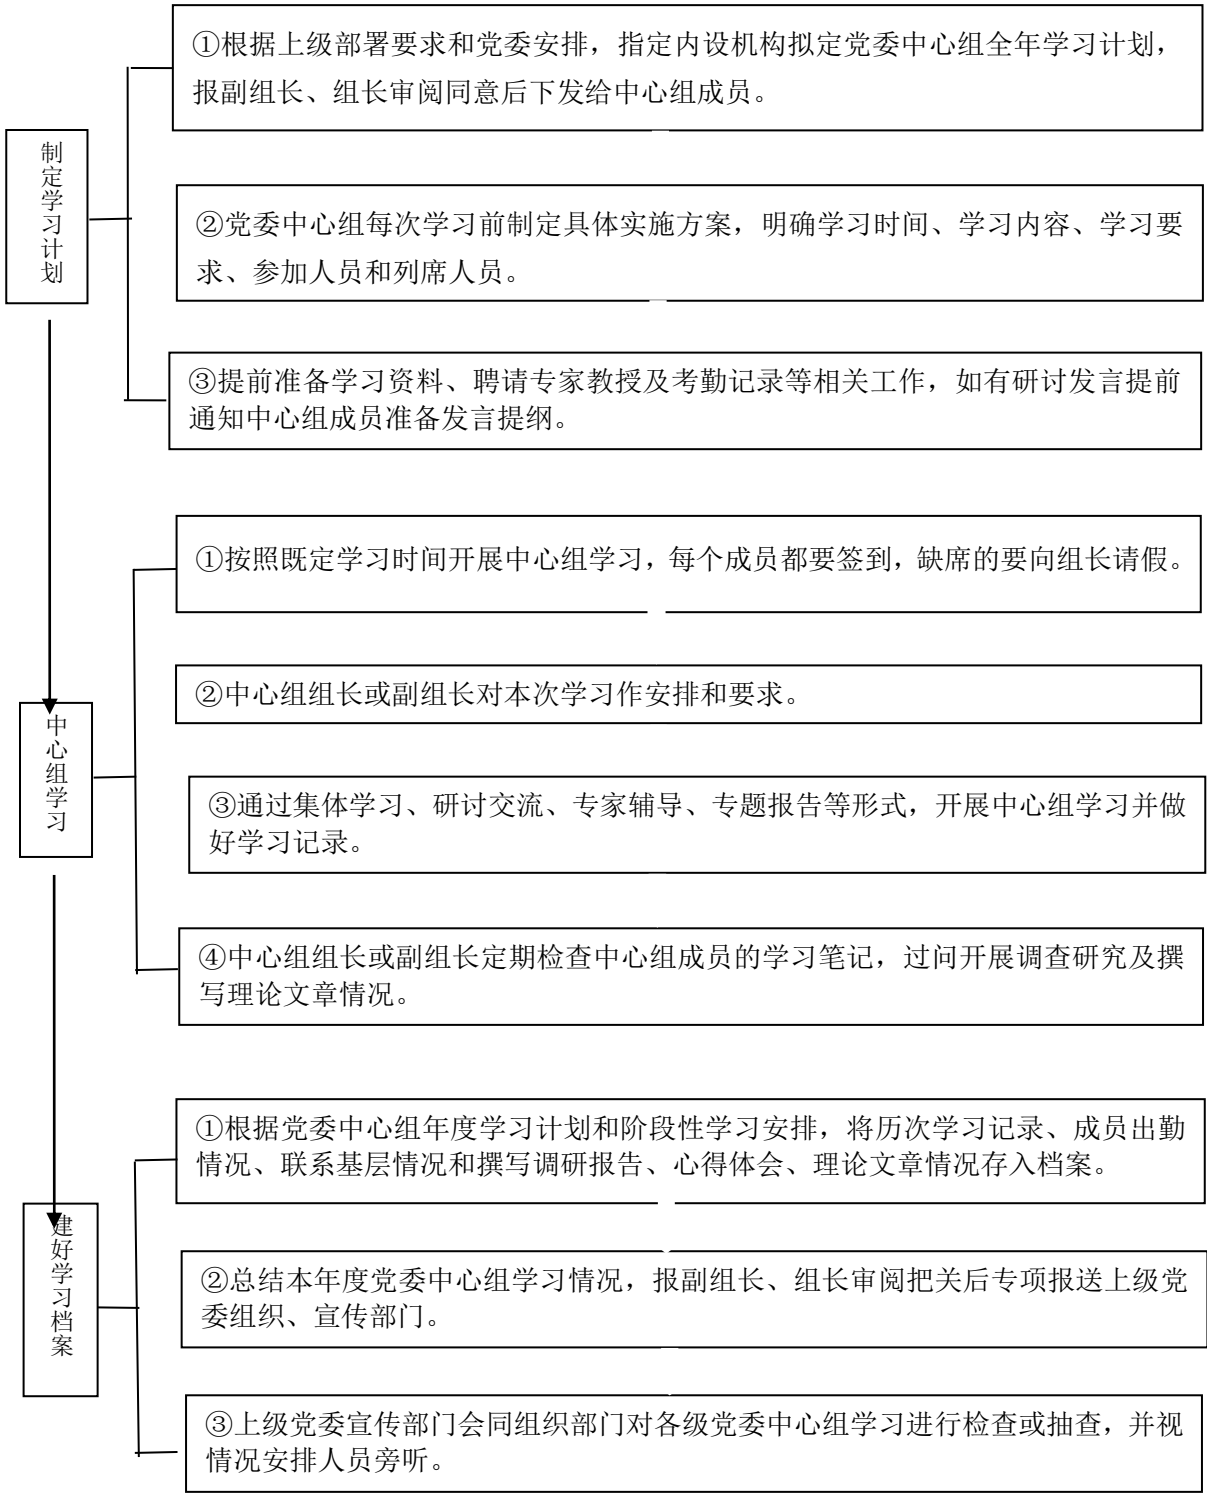 制定学习计划
①根据上级部署要求和党委安排，指定内设机构拟定党委中心组全年学习计划，
报副组长、组长审阅同意后下发给中心组成员。
②党委中心组每次学习前制定具体实施方案，明确学习时间、学习内容、学习要
求、参加人员和列席人员。
③提前准备学习资料、聘请专家教授及考勤记录等相关工作，如有研讨发言提前
通知中心组成员准备发言提纲。
中心组学习
①按照既定学习时间开展中心组学习，每个成员都要签到，缺席的要向组长请假。
②中心组组长或副组长对本次学习作安排和要求。
③通过集体学习、研讨交流、专家辅导、专题报告等形式，开展中心组学习并做
好学习记录。
④中心组组长或副组长定期检查中心组成员的学习笔记，过问开展调查研究及撰
写理论文章情况。
建好学习档案
①根据党委中心组年度学习计划和阶段性学习安排，将历次学习记录、成员出勤
情况、联系基层情况和撰写调研报告、心得体会、理论文章情况存入档案。
②总结本年度党委中心组学习情况，报副组长、组长审阅把关后专项报送上级党
委组织、宣传部门。
③上级党委宣传部门会同组织部门对各级党委中心组学习进行检查或抽查，并视
情况安排人员旁听。